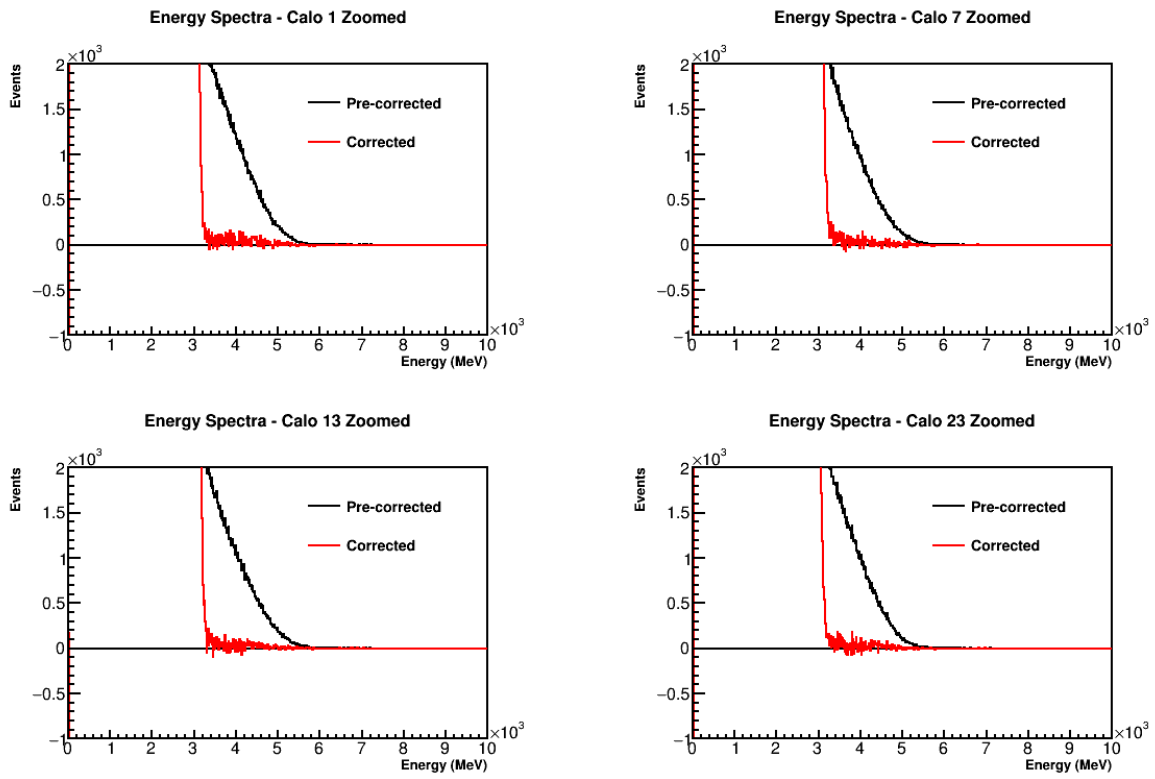 Energy Spectra - Calo 1 Zoomed
×10³
Events
2
1.5
1
0.5
0
−0.5
−1
Pre-corrected
Corrected
0 1 2 3 4 5 6 7 8 9 10
×10³
Energy (MeV)
Energy Spectra - Calo 7 Zoomed
×10³
Events
2
1.5
1
0.5
0
−0.5
−1
Pre-corrected
Corrected
0 1 2 3 4 5 6 7 8 9 10
×10³
Energy (MeV)
Energy Spectra - Calo 13 Zoomed
×10³
Events
2
1.5
1
0.5
0
−0.5
−1
Pre-corrected
Corrected
0 1 2 3 4 5 6 7 8 9 10
×10³
Energy (MeV)
Energy Spectra - Calo 23 Zoomed
×10³
Events
2
1.5
1
0.5
0
−0.5
−1
Pre-corrected
Corrected
0 1 2 3 4 5 6 7 8 9 10
×10³
Energy (MeV)